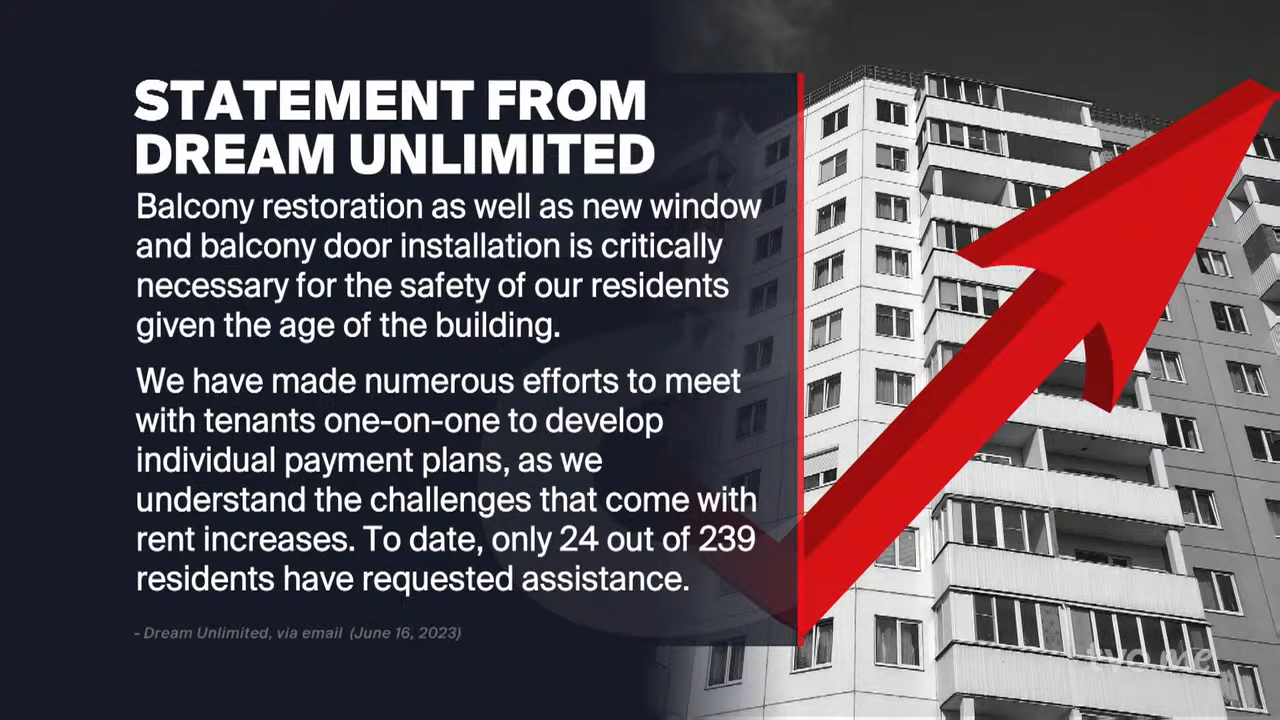 STATEMENT FROM
DREAM UNLIMITED
Balcony restoration as well as new window
and balcony door installation is critically
necessary for the safety of our residents
given the age of the building.
We have made numerous efforts to meet
with tenants one-on-one to develop
individual payment plans, as we
understand the challenges that come with
rent increases. To date, only 24 out of 239
residents have requested assistance.
- Dream Unlimited, via email (June 16, 2023)
tvo.me